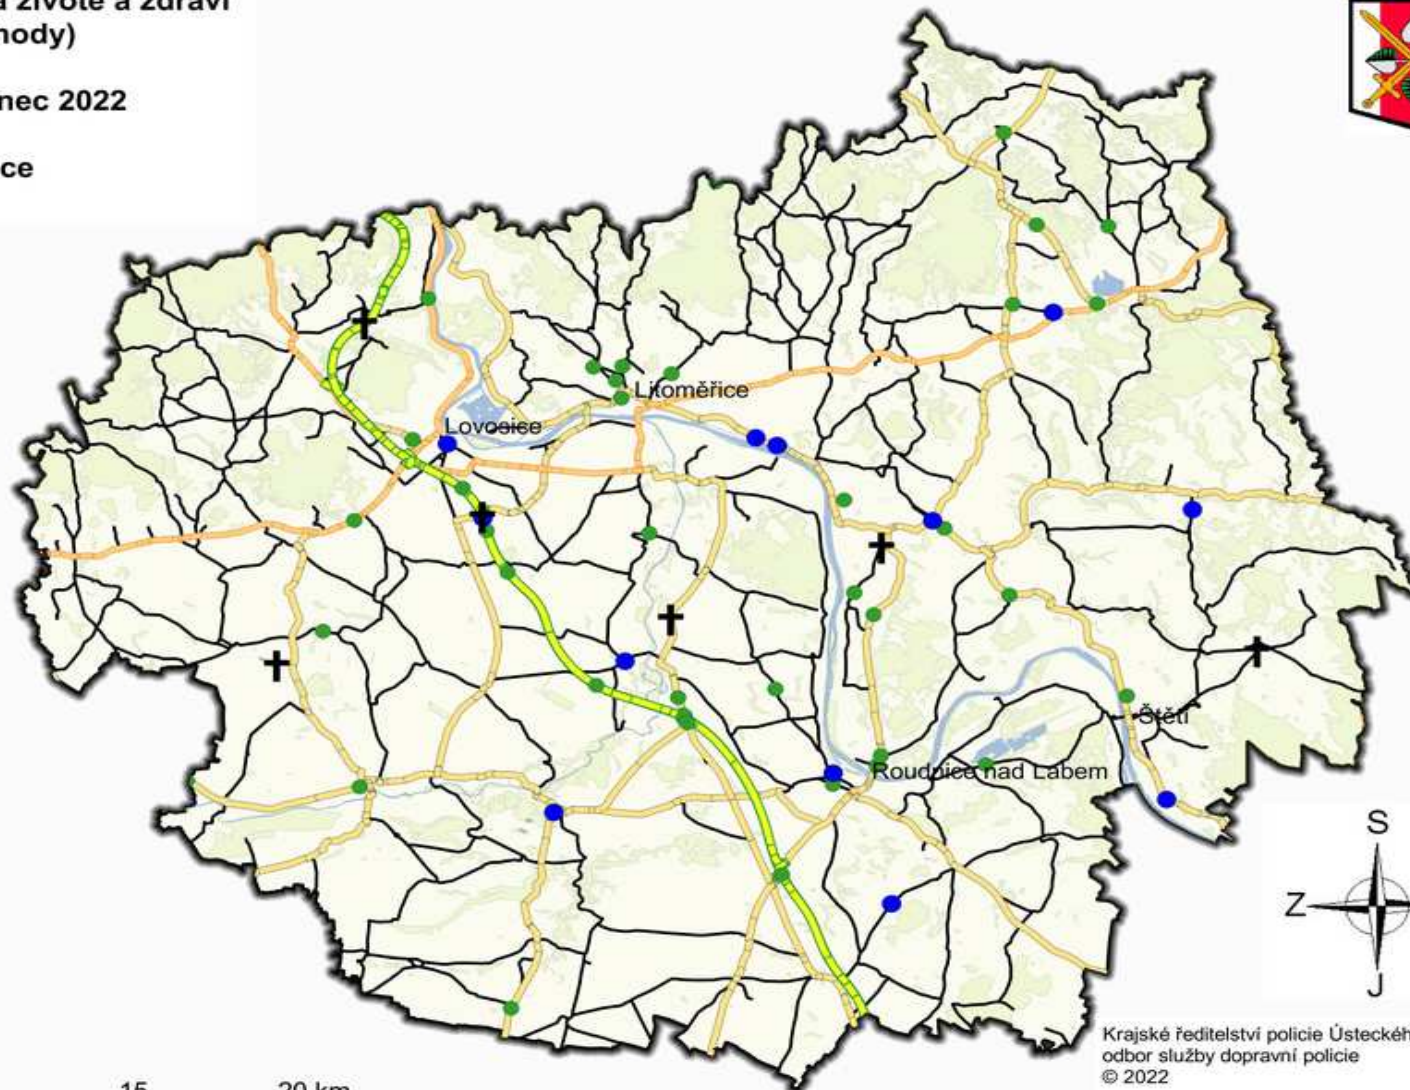 a životě a zdraví
hody)
nec 2022
ce
Litoměřice
Lovosice
Štětí
Roudnice nad Labem
S
Z
J
Krajské ředitelství policie Ústeckéh
odbor služby dopravní policie
© 2022
15 20 km